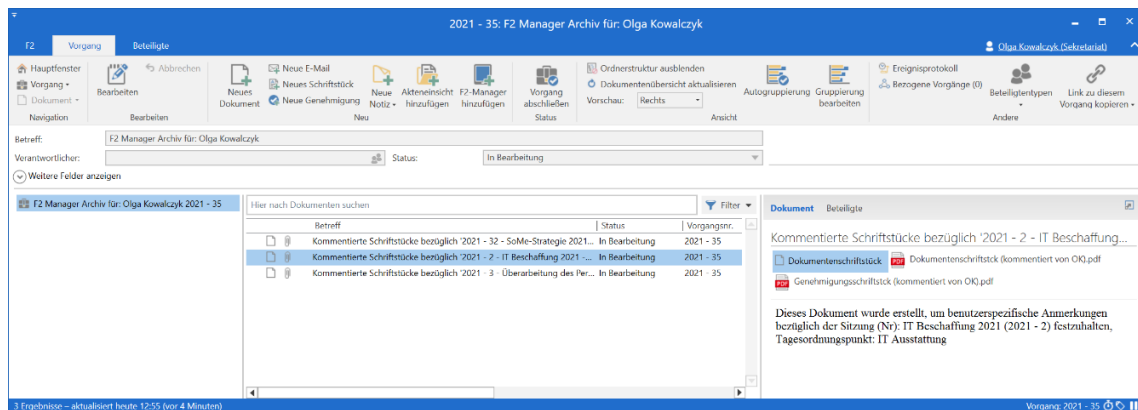 2021 - 35: F2 Manager Archiv für: Olga Kowalczyk
F2 Vorgang Beteiligte Olga Kowalczyk (Sekretariat)
Hauptfenster
Vorgang
Dokument
Navigation
Bearbeiten
Abbrechen
Bearbeiten
Neues Dokument
Neue E-Mail
Neues Schriftstück
Neue Genehmigung
Neue Notiz
Akteneinsicht hinzufügen
F2-Manager hinzufügen
Neu
Vorgang abschließen
Status
Ordnerstruktur ausblenden
Dokumentenübersicht aktualisieren
Vorschau: Rechts
Autogruppierung
Gruppierung bearbeiten
Ansicht
Ereignisprotokoll
Bezogene Vorgänge (0)
Beteiligtentypen
Link zu diesem Vorgang kopieren
Andere
Betreff: F2 Manager Archiv für: Olga Kowalczyk
Verantwortlicher: Status: In Bearbeitung
Weitere Felder anzeigen
F2 Manager Archiv für: Olga Kowalczyk 2021 - 35
Hier nach Dokumenten suchen Filter
Betreff Status Vorgangsnr.
Kommentierte Schriftstücke bezüglich '2021 - 32 - SoMe-Strategie 2021... In Bearbeitung 2021 - 35
Kommentierte Schriftstücke bezüglich '2021 - 2 - IT Beschaffung 2021 -... In Bearbeitung 2021 - 35
Kommentierte Schriftstücke bezüglich '2021 - 3 - Überarbeitung des Per... In Bearbeitung 2021 - 35
Dokument Beteiligte
Kommentierte Schriftstücke bezüglich '2021 - 2 - IT Beschaffung...
Dokumentenschriftstück PDF Dokumentenschriftstck (kommentiert von OK).pdf
PDF Genehmigungsschriftstck (kommentiert von OK).pdf
Dieses Dokument wurde erstellt, um benutzerspezifische Anmerkungen
bezüglich der Sitzung (Nr): IT Beschaffung 2021 (2021 - 2) festzuhalten,
Tagesordnungspunkt: IT Ausstattung
3 Ergebnisse – aktualisiert heute 12:55 (vor 4 Minuten) Vorgang: 2021 - 35